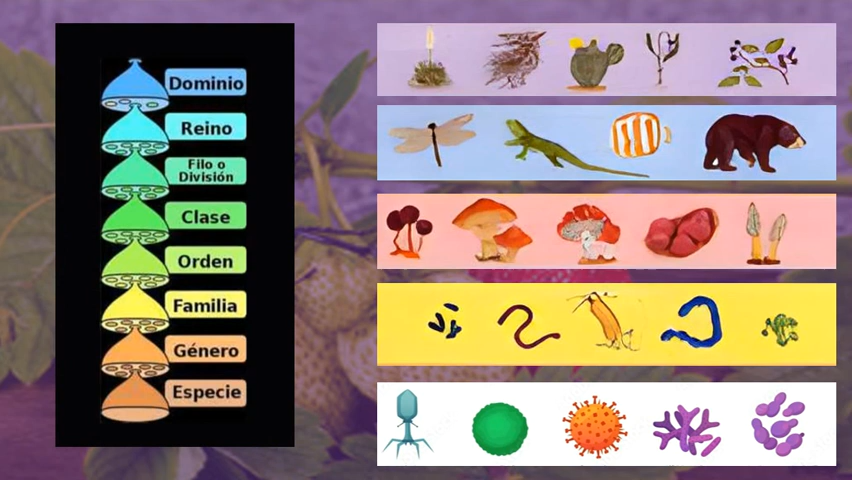 Dominio
Reino
Filo o
División
Clase
Orden
Familia
Género
Especie